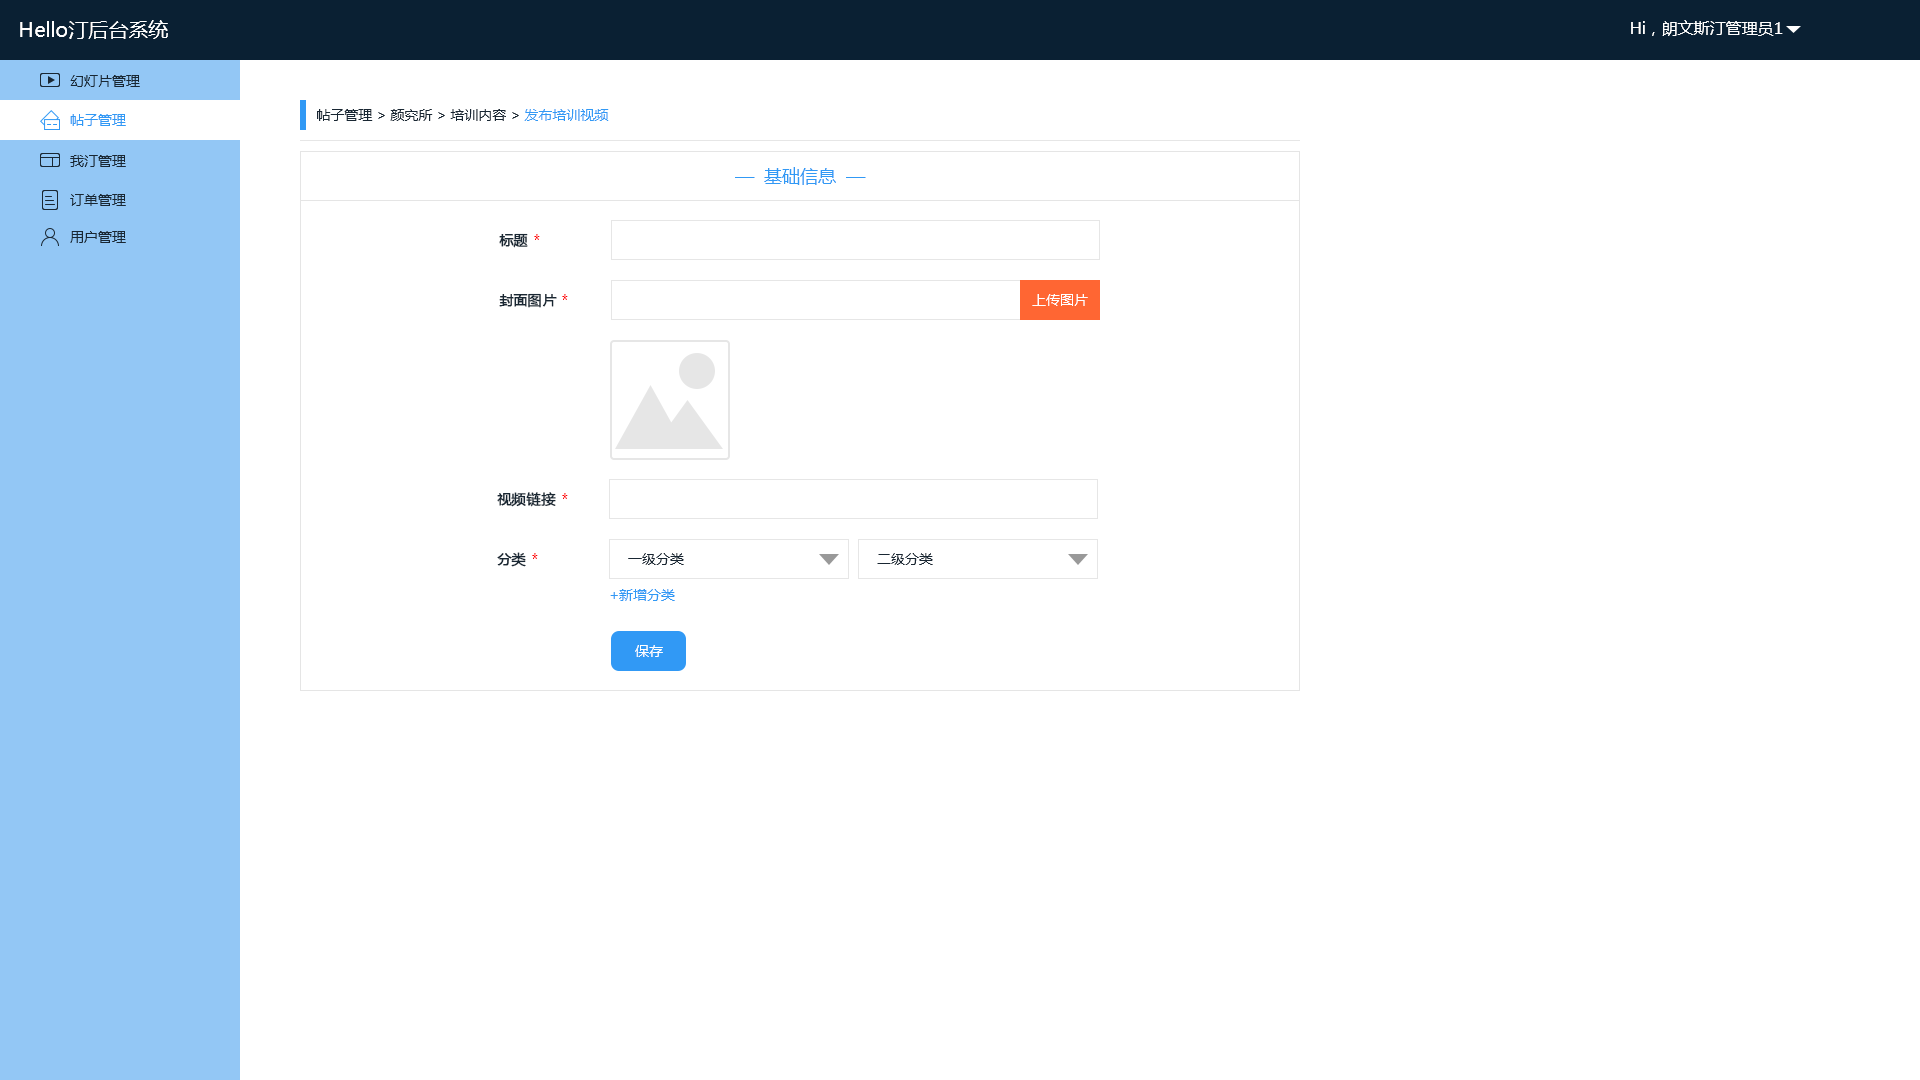 Hello汀后台系统
Hi，朗文斯汀管理员1
幻灯片管理
帖子管理
我汀管理
订单管理
用户管理
帖子管理 > 颜究所 > 培训内容 > 发布培训视频
— 基础信息 —
标题 *
封面图片 *
上传图片
视频链接 *
分类 *
一级分类
二级分类
+新增分类
保存